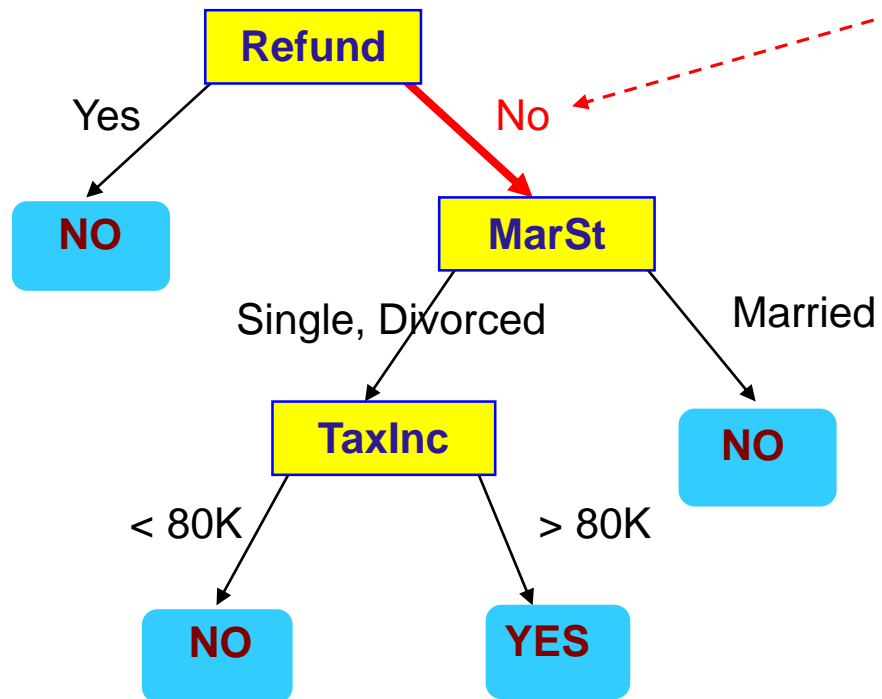 Refund
Yes
No
NO
MarSt
Single, Divorced
Married
TaxInc
NO
< 80K
> 80K
NO
YES